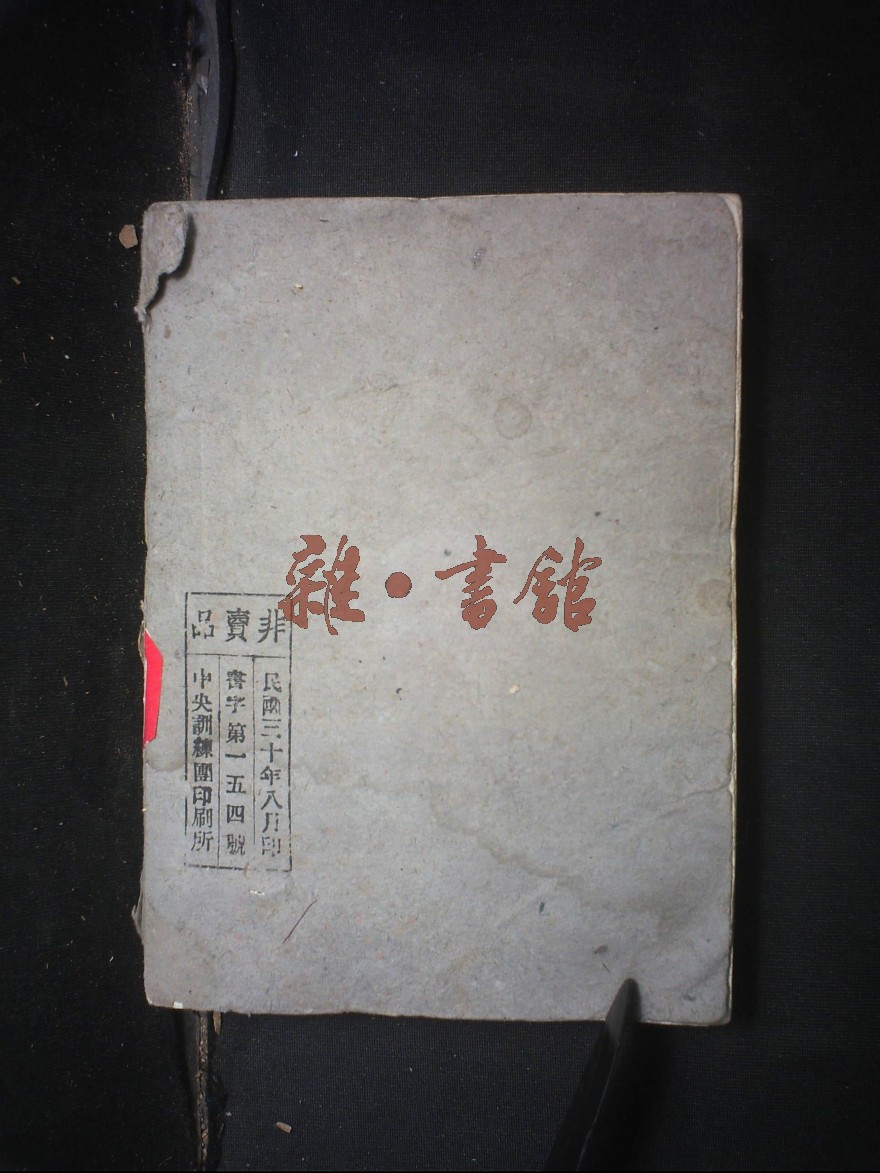 雜·書館
非賣品
民國三十年八月印
書字第一五四號
中央訓練團印刷所